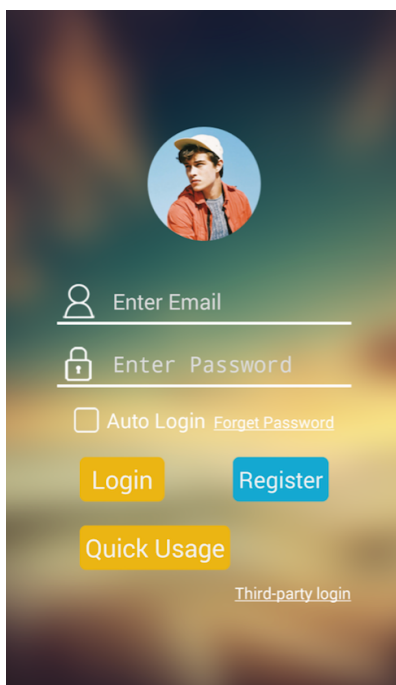 Enter Email
Enter Password
Auto Login Forget Password
Login Register
Quick Usage
Third-party login